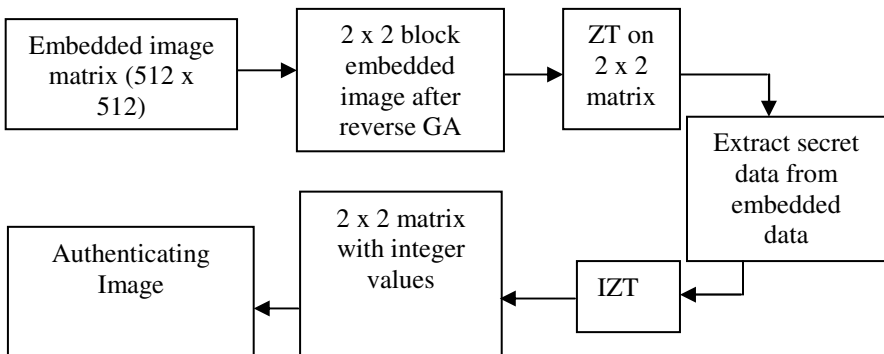 Embedded image
matrix (512 x
512)
2 x 2 block
embedded
image after
reverse GA
ZT on
2 x 2
matrix
Extract secret
data from
embedded
data
IZT
2 x 2 matrix
with integer
values
Authenticating
Image